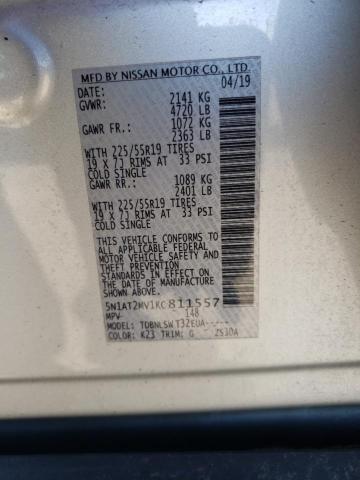 MFD BY NISSAN MOTOR CO., LTD.
DATE: 04/19
GVWR: 2141 KG
4720 LB
GAWR FR.: 1072 KG
2363 LB
WITH 225/55R19 TIRES
19 X 7J RIMS AT 33 PSI
COLD SINGLE
GAWR RR.: 1089 KG
2401 LB
WITH 225/55R19 TIRES
19 X 7J RIMS AT 33 PSI
COLD SINGLE
THIS VEHICLE CONFORMS TO
ALL APPLICABLE FEDERAL
MOTOR VEHICLE SAFETY AND
THEFT PREVENTION
STANDARDS IN EFFECT ON
THE DATE OF MANUFACTURE
SHOWN ABOVE.
5N1AT2MV1KC811557
MPV 148
MODEL: TDBNLSWT32EUA-----
COLOR: K23 TRIM: G 2530A